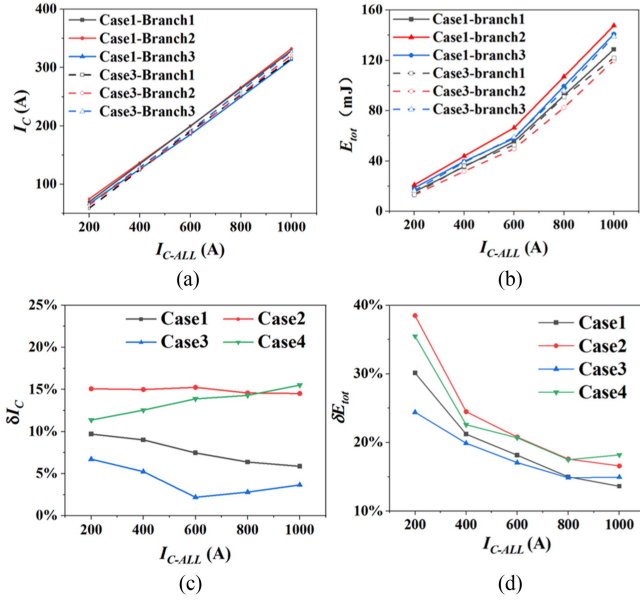 400
300
200
100
I_C (A)
Case1-Branch1
Case1-Branch2
Case1-Branch3
Case3-Branch1
Case3-Branch2
Case3-Branch3
200 400 600 800 1000
I_C-ALL (A)
(a)
160
120
80
40
0
E_tot (mJ)
Case1-branch1
Case1-branch2
Case1-branch3
Case3-branch1
Case3-branch2
Case3-branch3
200 400 600 800 1000
I_C-ALL (A)
(b)
25%
20%
15%
10%
5%
0%
δI_C
Case1 Case2
Case3 Case4
200 400 600 800 1000
I_C-ALL (A)
(c)
40%
30%
20%
10%
δE_tot
Case1
Case2
Case3
Case4
200 400 600 800 1000
I_C-ALL (A)
(d)